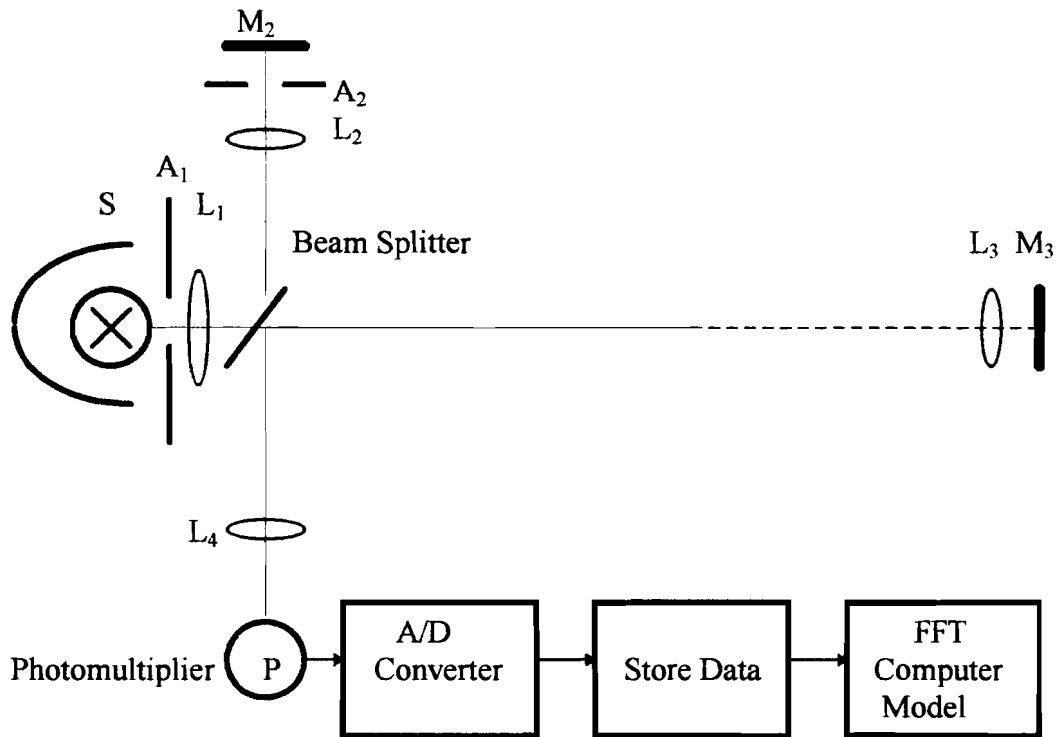 M₂
A₂
L₂
A₁
S
L₁
Beam Splitter
L₃ M₃
L₄
Photomultiplier
P
A/D
Converter
Store Data
FFT
Computer
Model